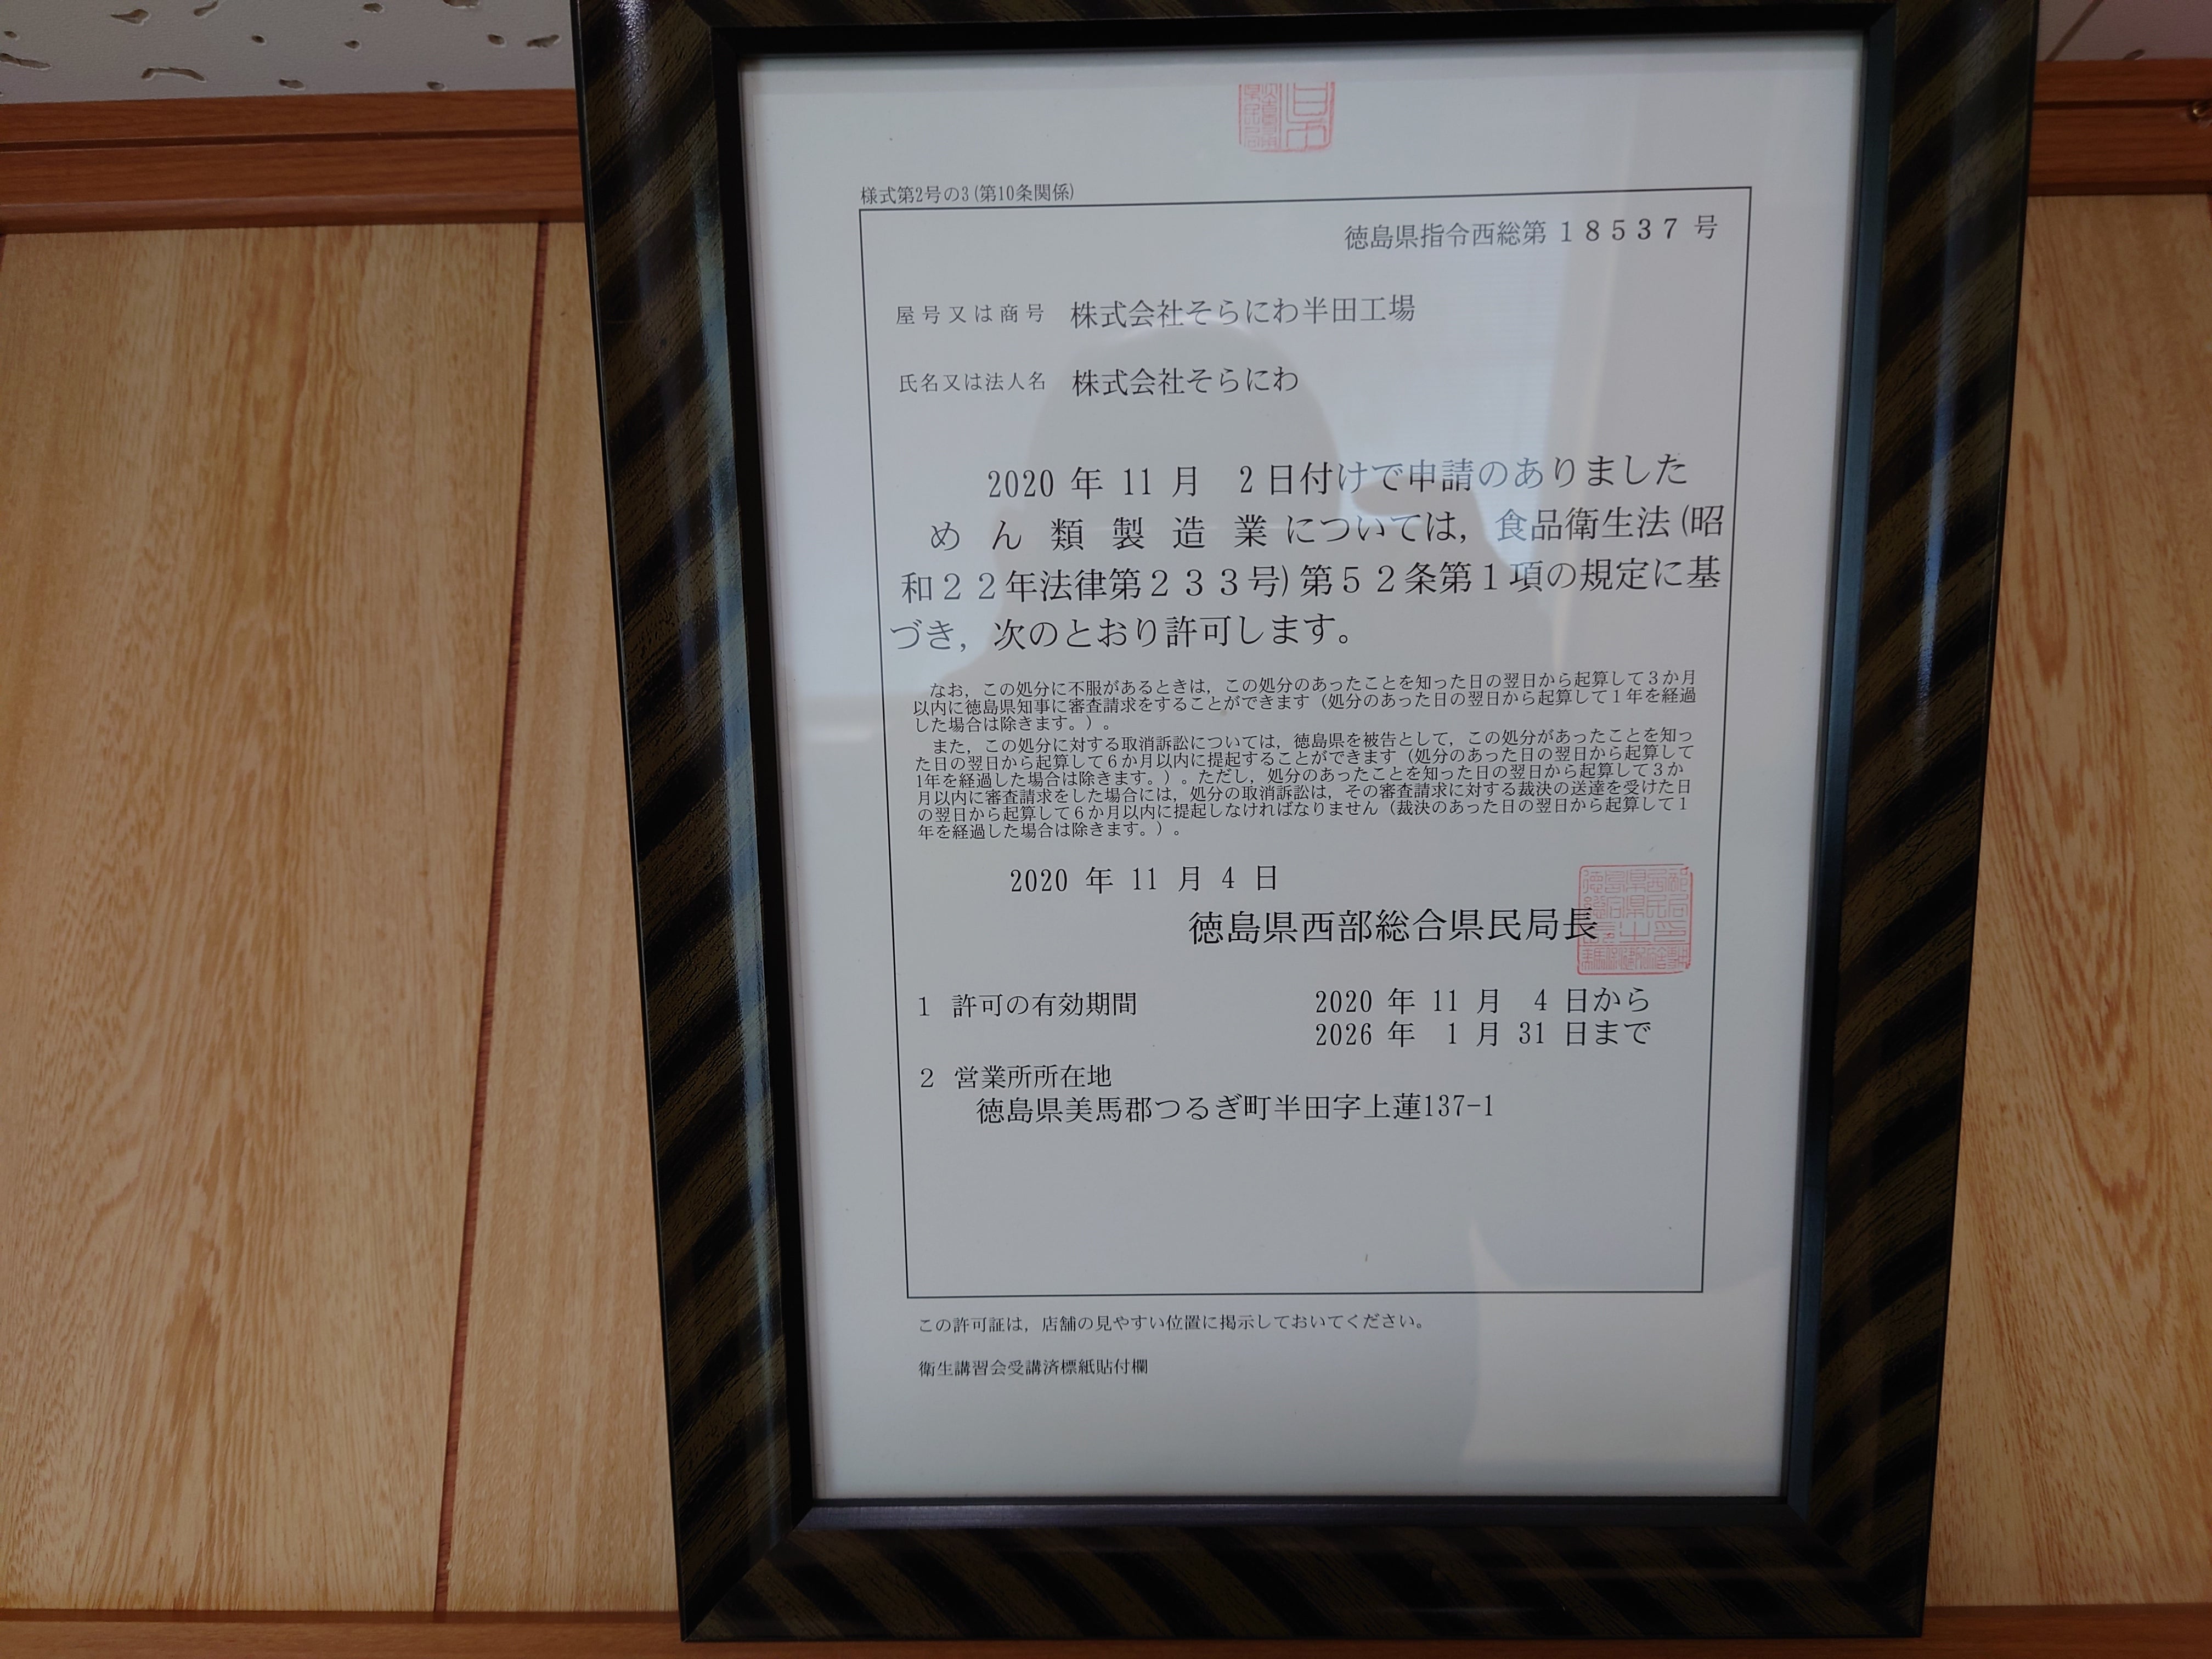 様式第2号の3(第10条関係)
徳島県指令西総第 18537 号
屋号又は商号 株式会社そらにわ半田工場
氏名又は法人名 株式会社そらにわ
2020 年 11 月 2 日付けで申請のありました
めん類製造業については，食品衛生法(昭
和２２年法律第２３３号)第５２条第１項の規定に基
づき，次のとおり許可します。
なお，この処分に不服があるときは，この処分のあったことを知った日の翌日から起算して３か月
以内に徳島県知事に審査請求をすることができます（処分のあった日の翌日から起算して１年を経過
した場合は除きます。）。
また，この処分に対する取消訴訟については，徳島県を被告として，この処分があったことを知っ
た日の翌日から起算して６か月以内に提起することができます（処分のあった日の翌日から起算して
1年を経過した場合は除きます。）。ただし，処分のあったことを知った日の翌日から起算して３か
月以内に審査請求をした場合には，処分の取消訴訟は，その審査請求に対する裁決の送達を受けた日
の翌日から起算して６か月以内に提起しなければなりません（裁決のあった日の翌日から起算して１
年を経過した場合は除きます。）。
2020 年 11 月 4 日
徳島県西部総合県民局長
1 許可の有効期間 2020 年 11 月 4 日から
2026 年 1 月 31 日まで
2 営業所所在地
徳島県美馬郡つるぎ町半田字上蓮137-1
この許可証は，店舗の見やすい位置に掲示しておいてください。
衛生講習会受講済標紙貼付欄